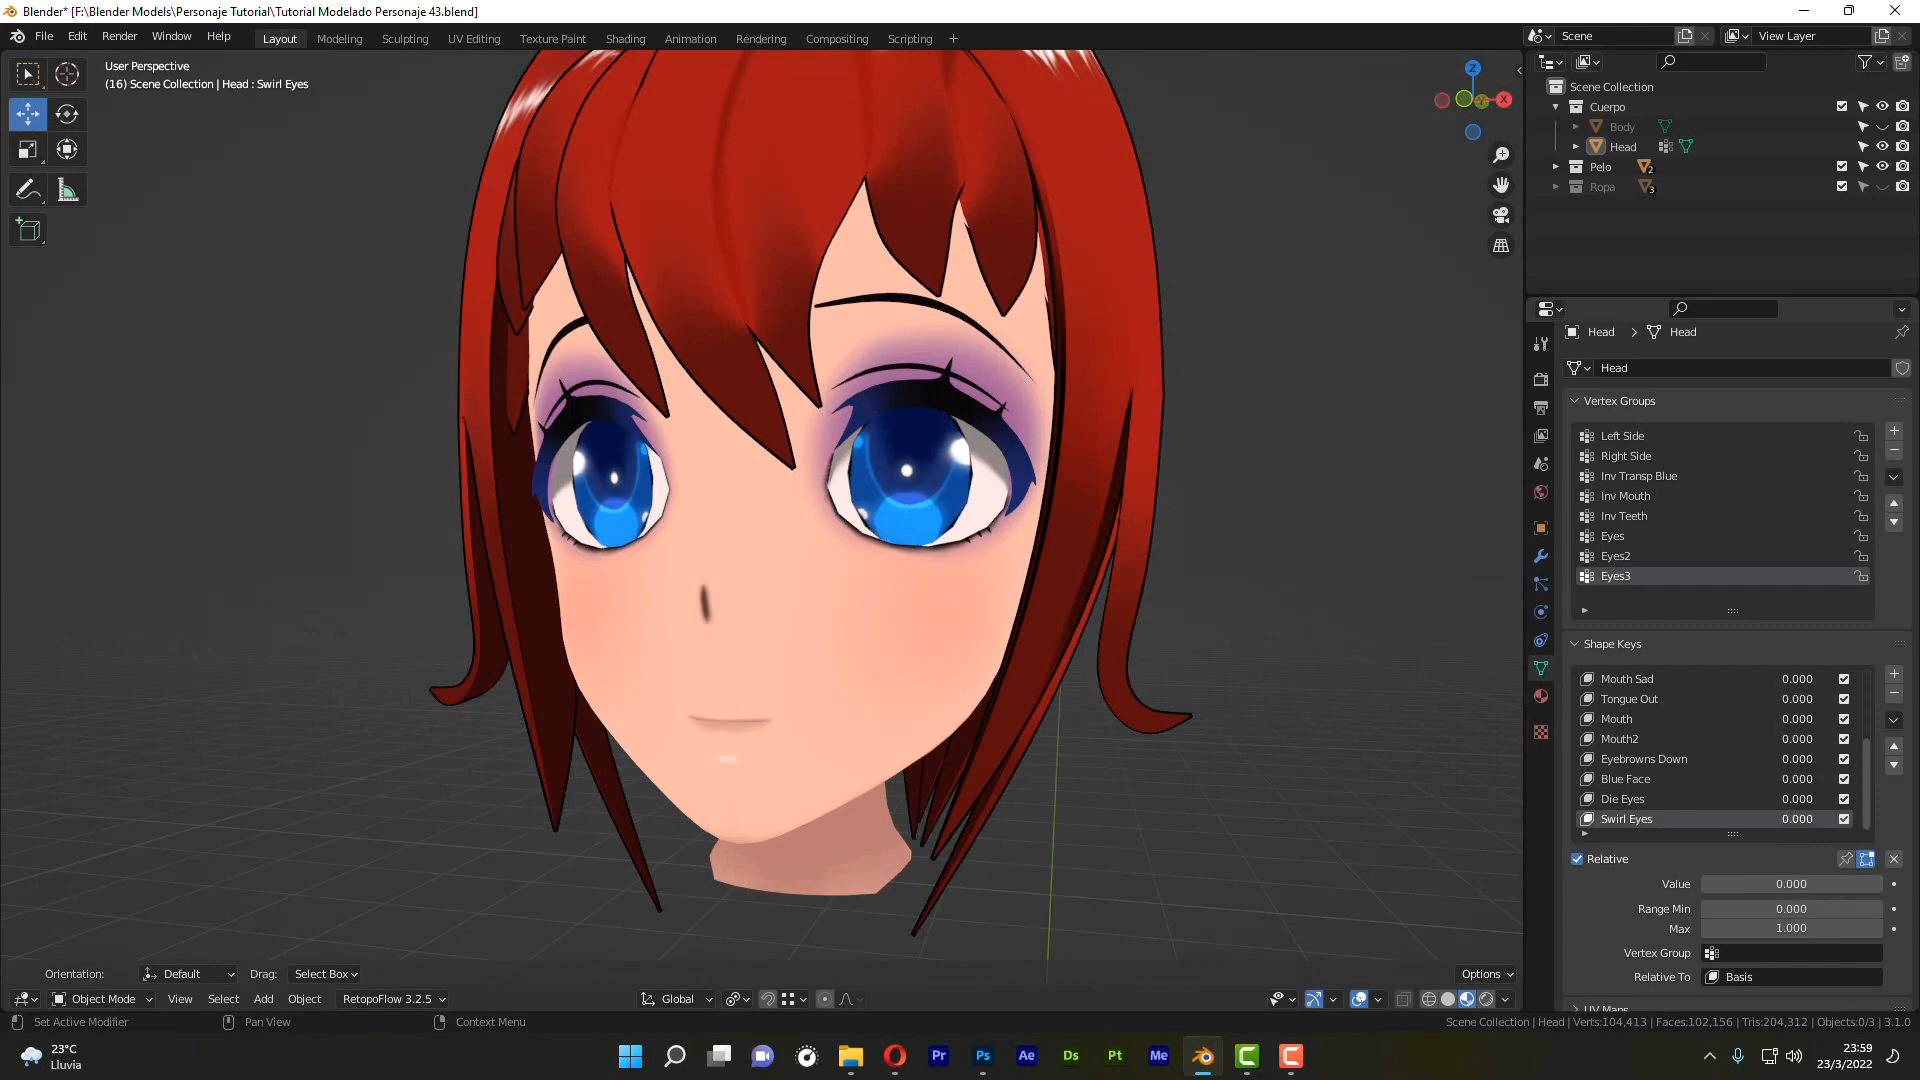 Blender* [F:\Blender Models\Personaje Tutorial\Tutorial Modelado Personaje 43.blend]
File Edit Render Window Help Layout Modeling Sculpting UV Editing Texture Paint Shading Animation Rendering Compositing Scripting +
Scene View Layer
User Perspective
(16) Scene Collection | Head : Swirl Eyes
Z
X
Scene Collection
Cuerpo
Body
Head
Pelo 2
Ropa 3
Head > Head
Head
Vertex Groups
Left Side
Right Side
Inv Transp Blue
Inv Mouth
Inv Teeth
Eyes
Eyes2
Eyes3
Shape Keys
Mouth Sad 0.000
Tongue Out 0.000
Mouth 0.000
Mouth2 0.000
Eyebrowns Down 0.000
Blue Face 0.000
Die Eyes 0.000
Swirl Eyes 0.000
Relative
Value 0.000
Range Min 0.000
Max 1.000
Vertex Group
Relative To Basis
UV Maps
Orientation: Default Drag: Select Box Options
Object Mode View Select Add Object RetopoFlow 3.2.5 Global
Set Active Modifier Pan View Context Menu
Scene Collection | Head | Verts:104,413 | Faces:102,156 | Tris:204,312 | Objects:0/3 | 3.1.0
23°C
Lluvia
Pr Ps Ae Ds Pt Me
23:59
23/3/2022